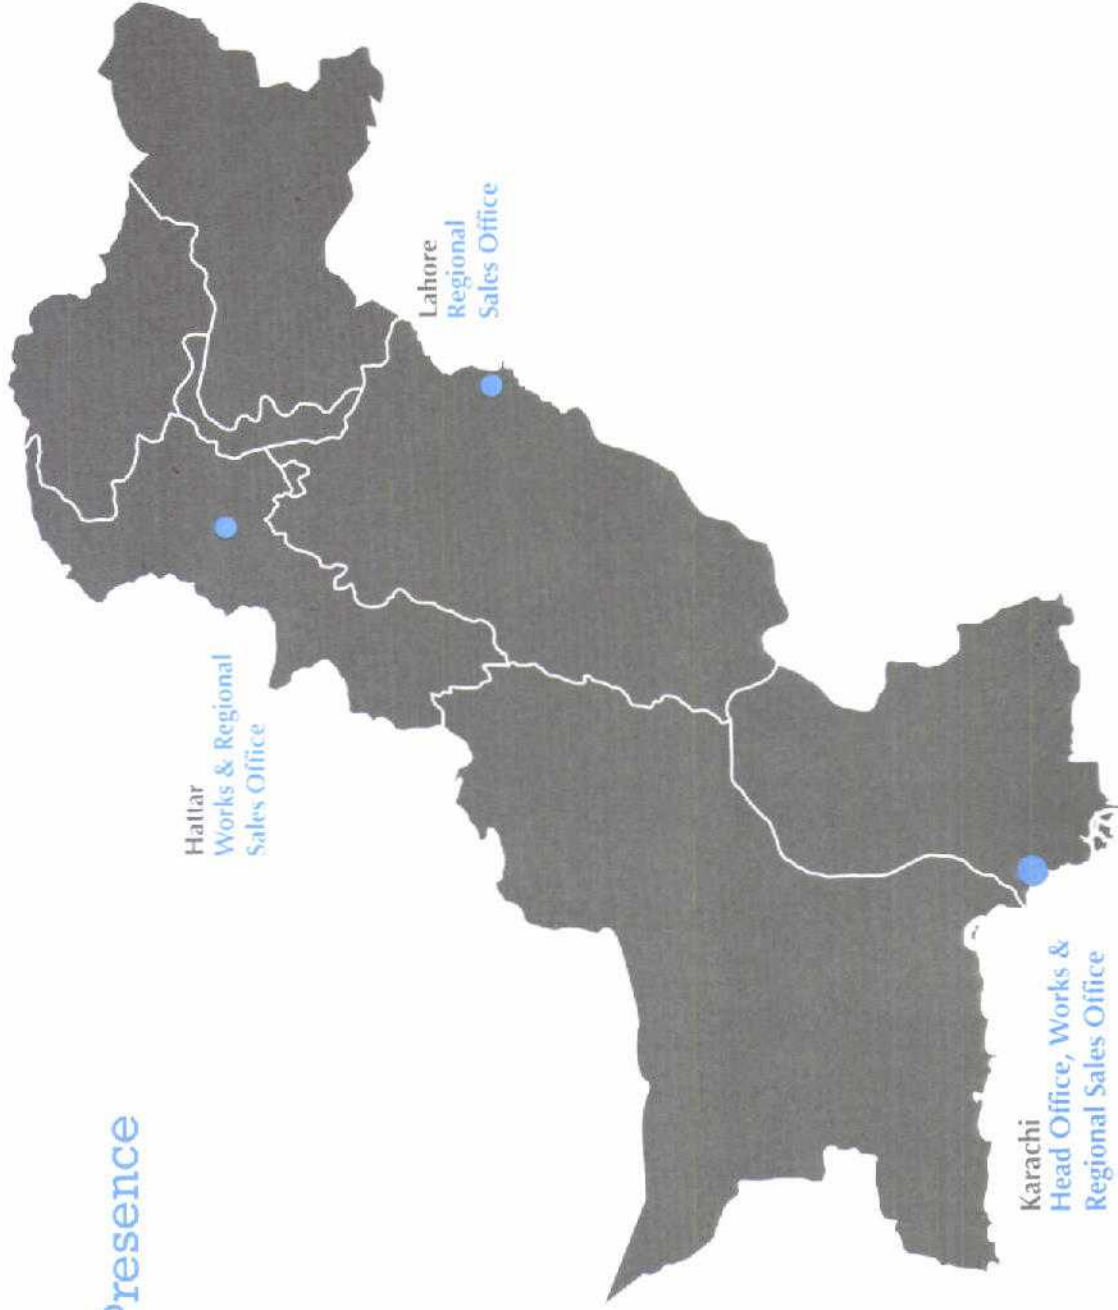 Presence
Hattar
Works & Regional
Sales Office
Lahore
Regional
Sales Office
Karachi
Head Office, Works &
Regional Sales Office